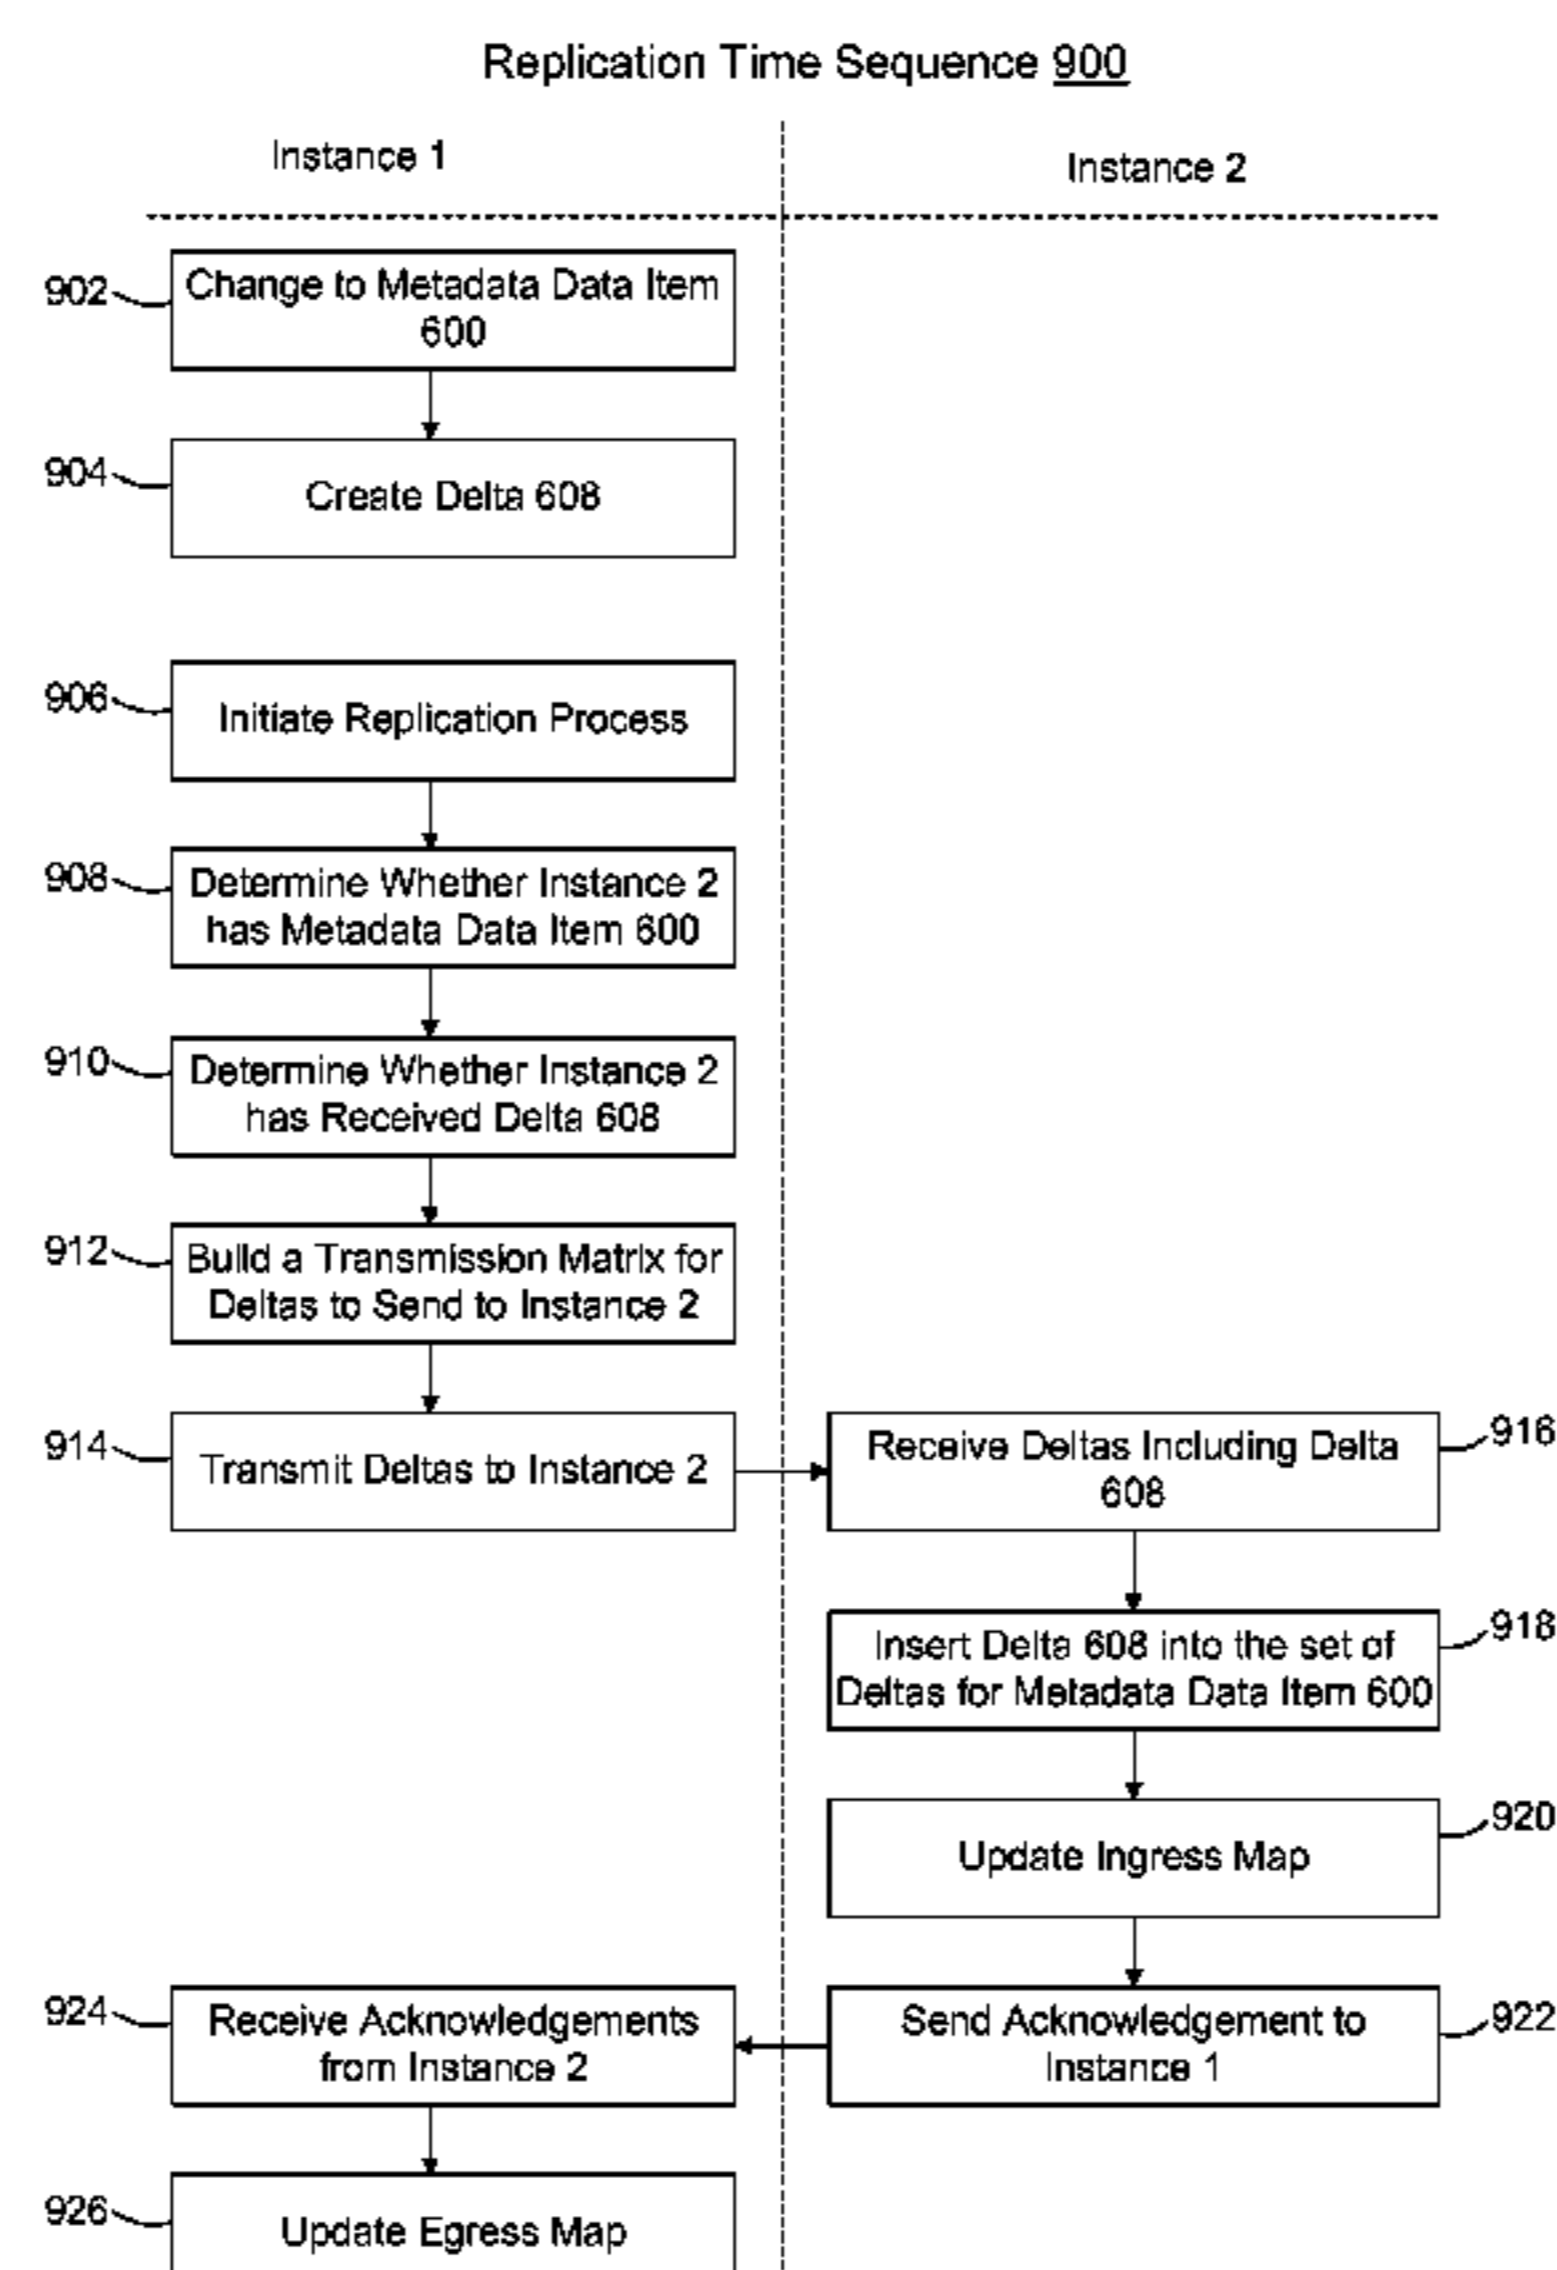 Replication Time Sequence 900
Instance 1
Instance 2
902
Change to Metadata Data Item
600
904
Create Delta 608
906
Initiate Replication Process
908
Determine Whether Instance 2
has Metadata Data Item 600
910
Determine Whether Instance 2
has Received Delta 608
912
Build a Transmission Matrix for
Deltas to Send to Instance 2
914
Transmit Deltas to Instance 2
Receive Deltas Including Delta
608
916
Insert Delta 608 into the set of
Deltas for Metadata Data Item 600
918
Update Ingress Map
920
Send Acknowledgement to
Instance 1
922
924
Receive Acknowledgements
from Instance 2
926
Update Egress Map